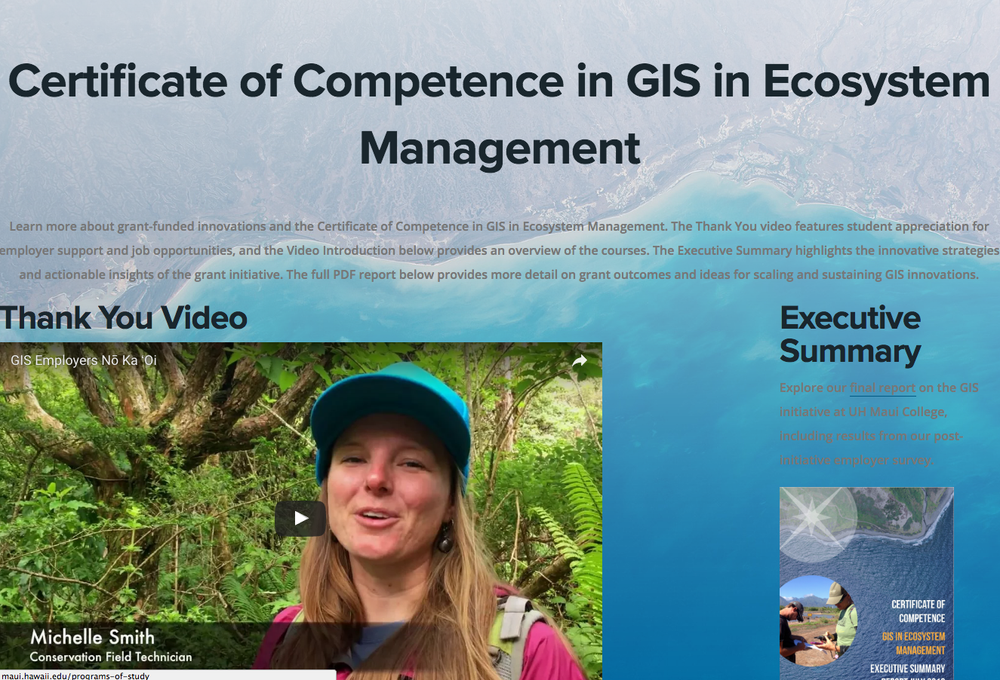 Certificate of Competence in GIS in Ecosystem
Management
Learn more about grant-funded innovations and the Certificate of Competence in GIS in Ecosystem Management. The Thank You video features student appreciation for
employer support and job opportunities, and the Video Introduction below provides an overview of the courses. The Executive Summary highlights the innovative strategies
and actionable insights of the grant initiative. The full PDF report below provides more detail on grant outcomes and ideas for scaling and sustaining GIS innovations.
Thank You Video
GIS Employers Nō Ka ʻOi
Michelle Smith
Conservation Field Technician
maui.hawaii.edu/programs-of-study
Executive
Summary
Explore our final report on the GIS
initiative at UH Maui College,
including results from our post-
initiative employer survey.
CERTIFICATE OF
COMPETENCE
GIS IN ECOSYSTEM
MANAGEMENT
EXECUTIVE SUMMARY